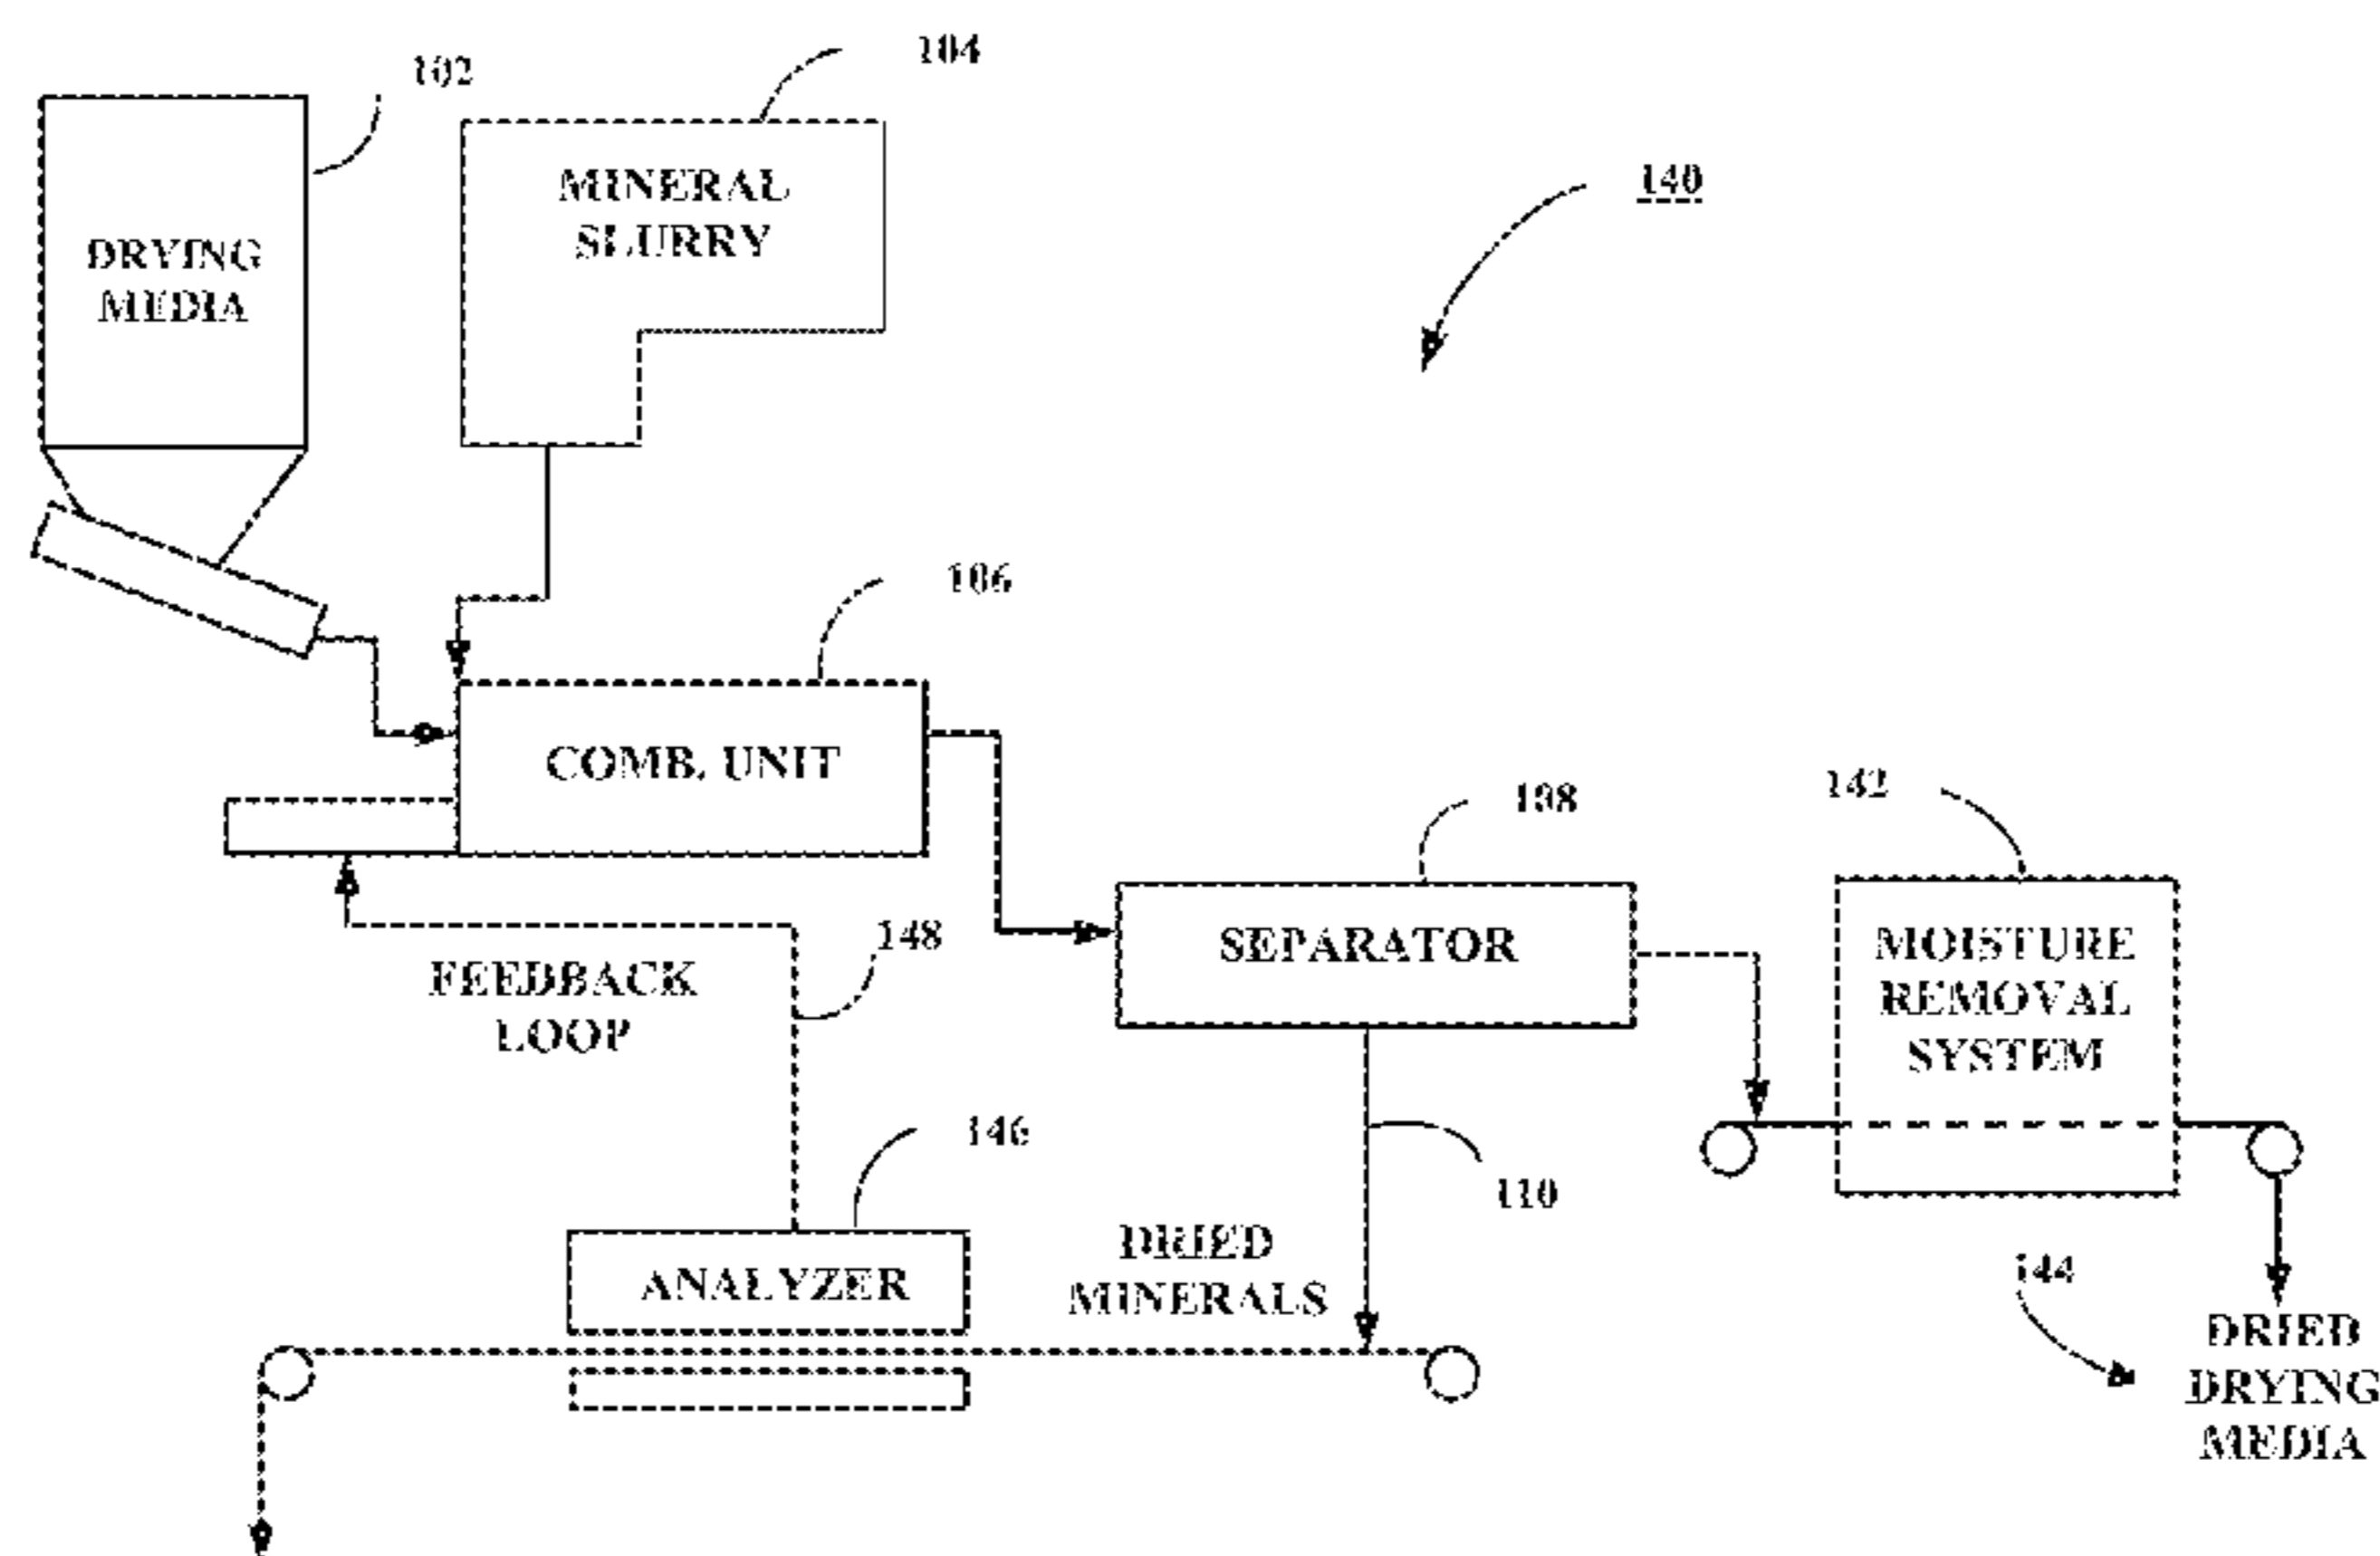 102
104
DRYING
MEDIA
MINERAL
SLURRY
140
106
COMB. UNIT
108
142
SEPARATOR
MOISTURE
REMOVAL
SYSTEM
148
FEEDBACK
LOOP
146
110
ANALYZER
DRIED
MINERALS
144
DRIED
DRYING
MEDIA